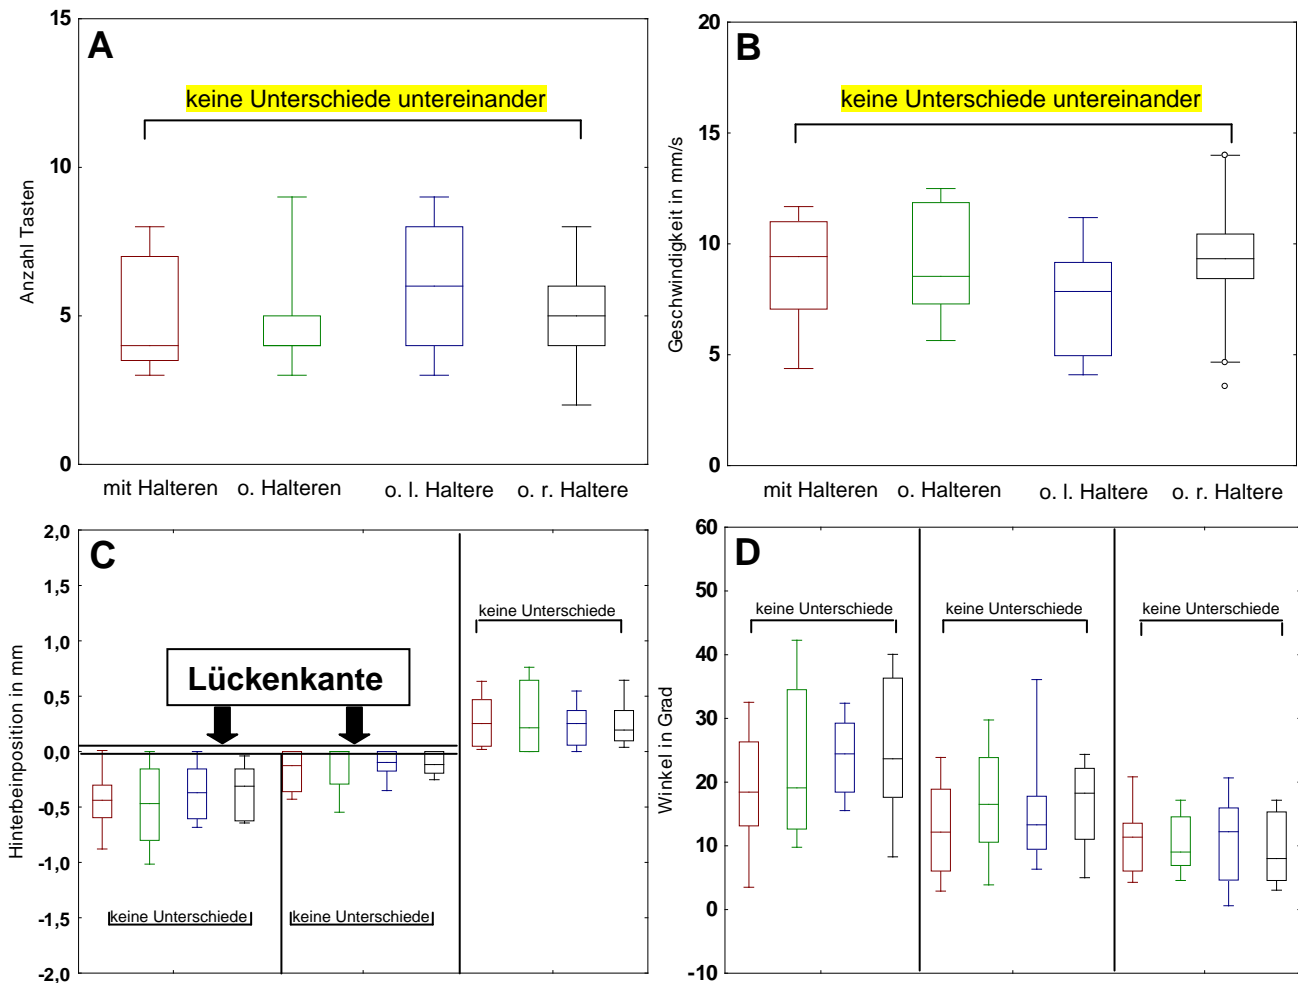 A
15
10
5
0
Anzahl Tasten
keine Unterschiede untereinander
mit Halteren
o. Halteren
o. l. Haltere
o. r. Haltere
B
20
15
10
5
0
Geschwindigkeit in mm/s
keine Unterschiede untereinander
mit Halteren
o. Halteren
o. l. Haltere
o. r. Haltere
C
2,0
1,5
1,0
0,5
0,0
-0,5
-1,0
-1,5
-2,0
Hinterbeinposition in mm
Lückenkante
keine Unterschiede
keine Unterschiede
keine Unterschiede
D
60
50
40
30
20
10
0
-10
Winkel in Grad
keine Unterschiede
keine Unterschiede
keine Unterschiede